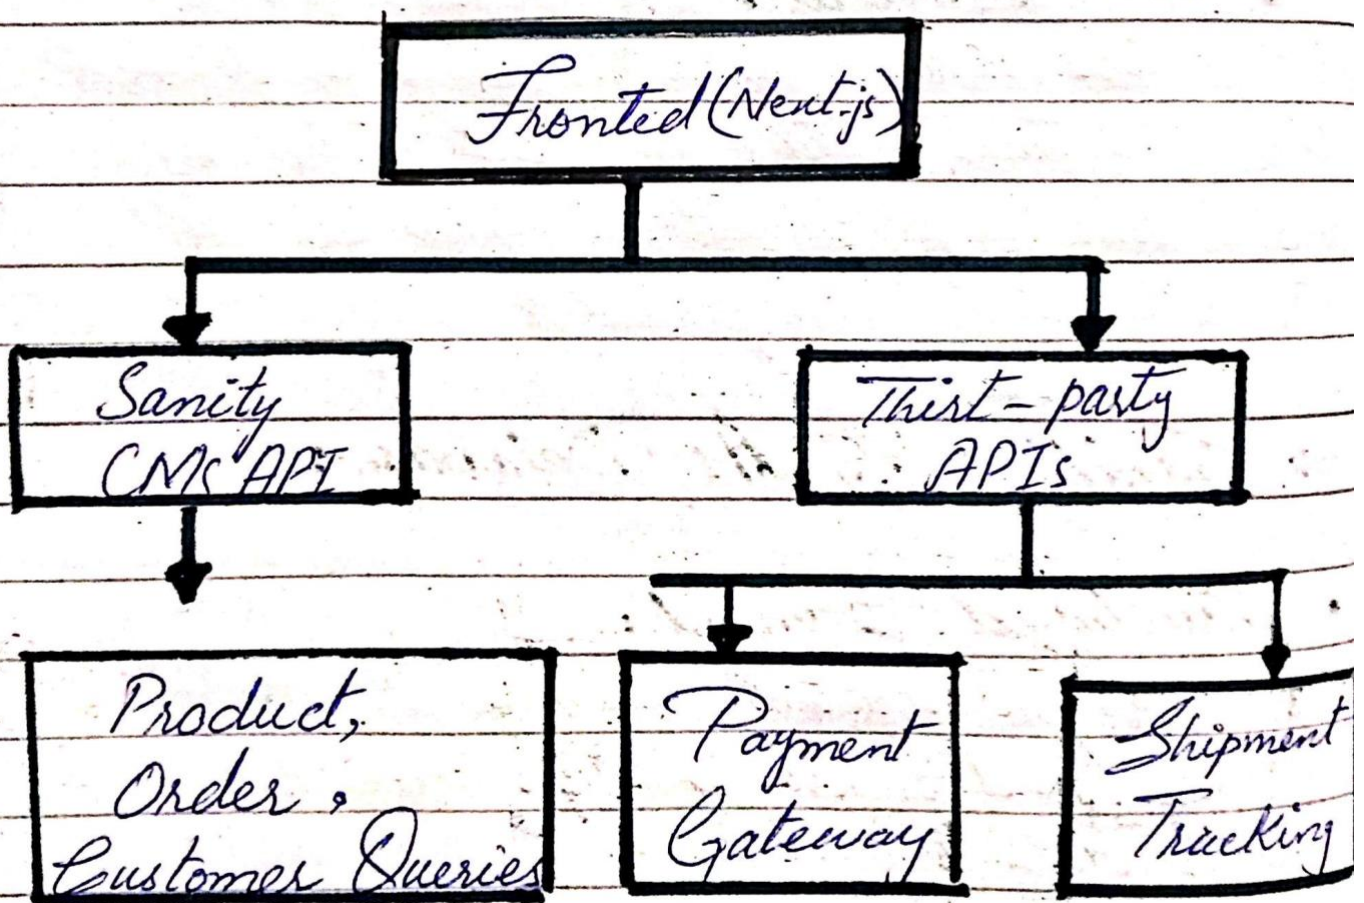 Fronted (Next.js)
Sanity
CMs API
Thirt-party
APIs
Product,
Order,
Customer Queries
Payment
Gateway
Shipment
Tracking